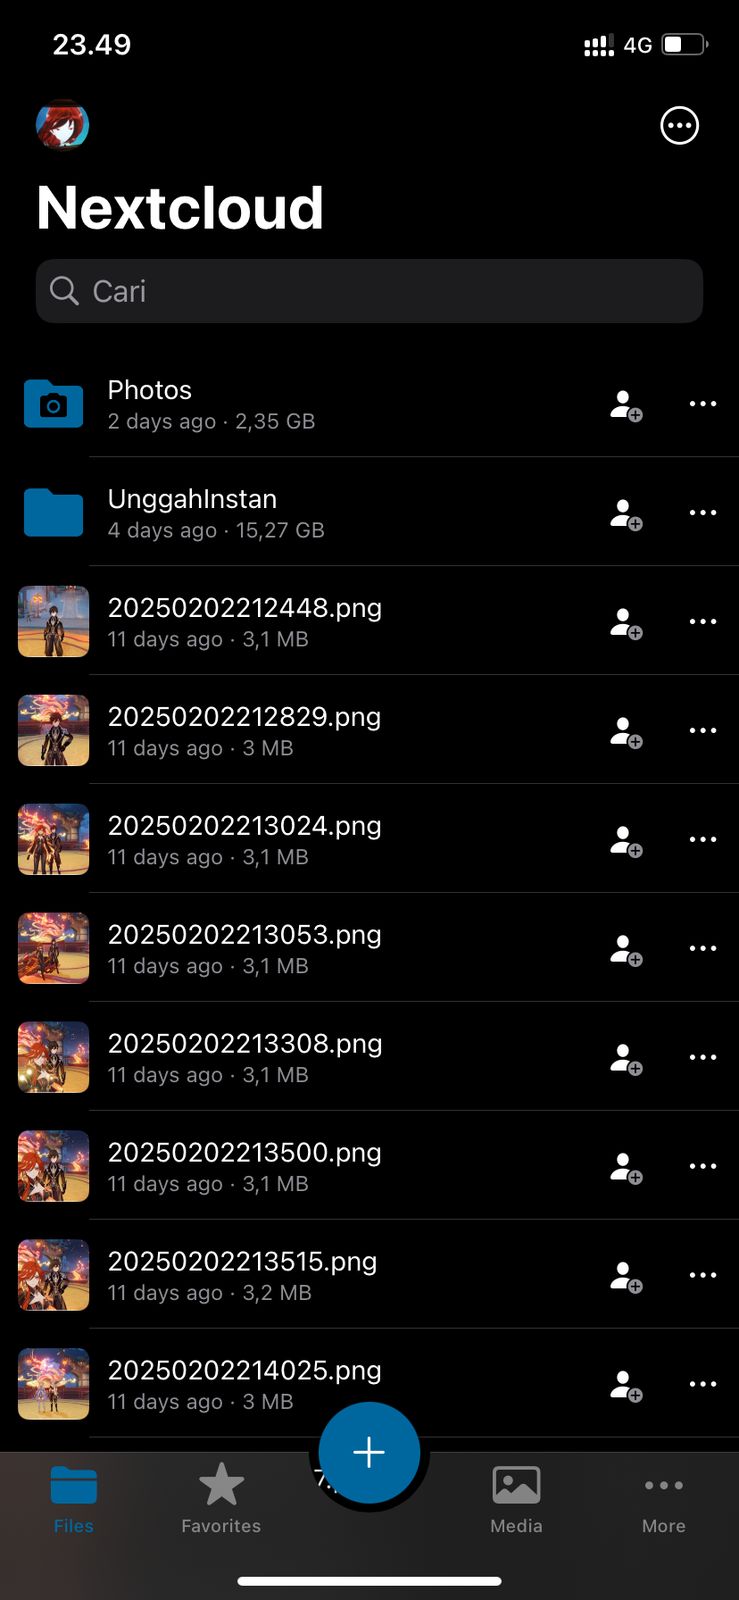 23.49
4G
Nextcloud
Cari
Photos
2 days ago · 2,35 GB
UnggahInstan
4 days ago · 15,27 GB
20250202212448.png
11 days ago · 3,1 MB
20250202212829.png
11 days ago · 3 MB
20250202213024.png
11 days ago · 3,1 MB
20250202213053.png
11 days ago · 3,1 MB
20250202213308.png
11 days ago · 3,1 MB
20250202213500.png
11 days ago · 3,1 MB
20250202213515.png
11 days ago · 3,2 MB
20250202214025.png
11 days ago · 3 MB
Files
Favorites
Media
More